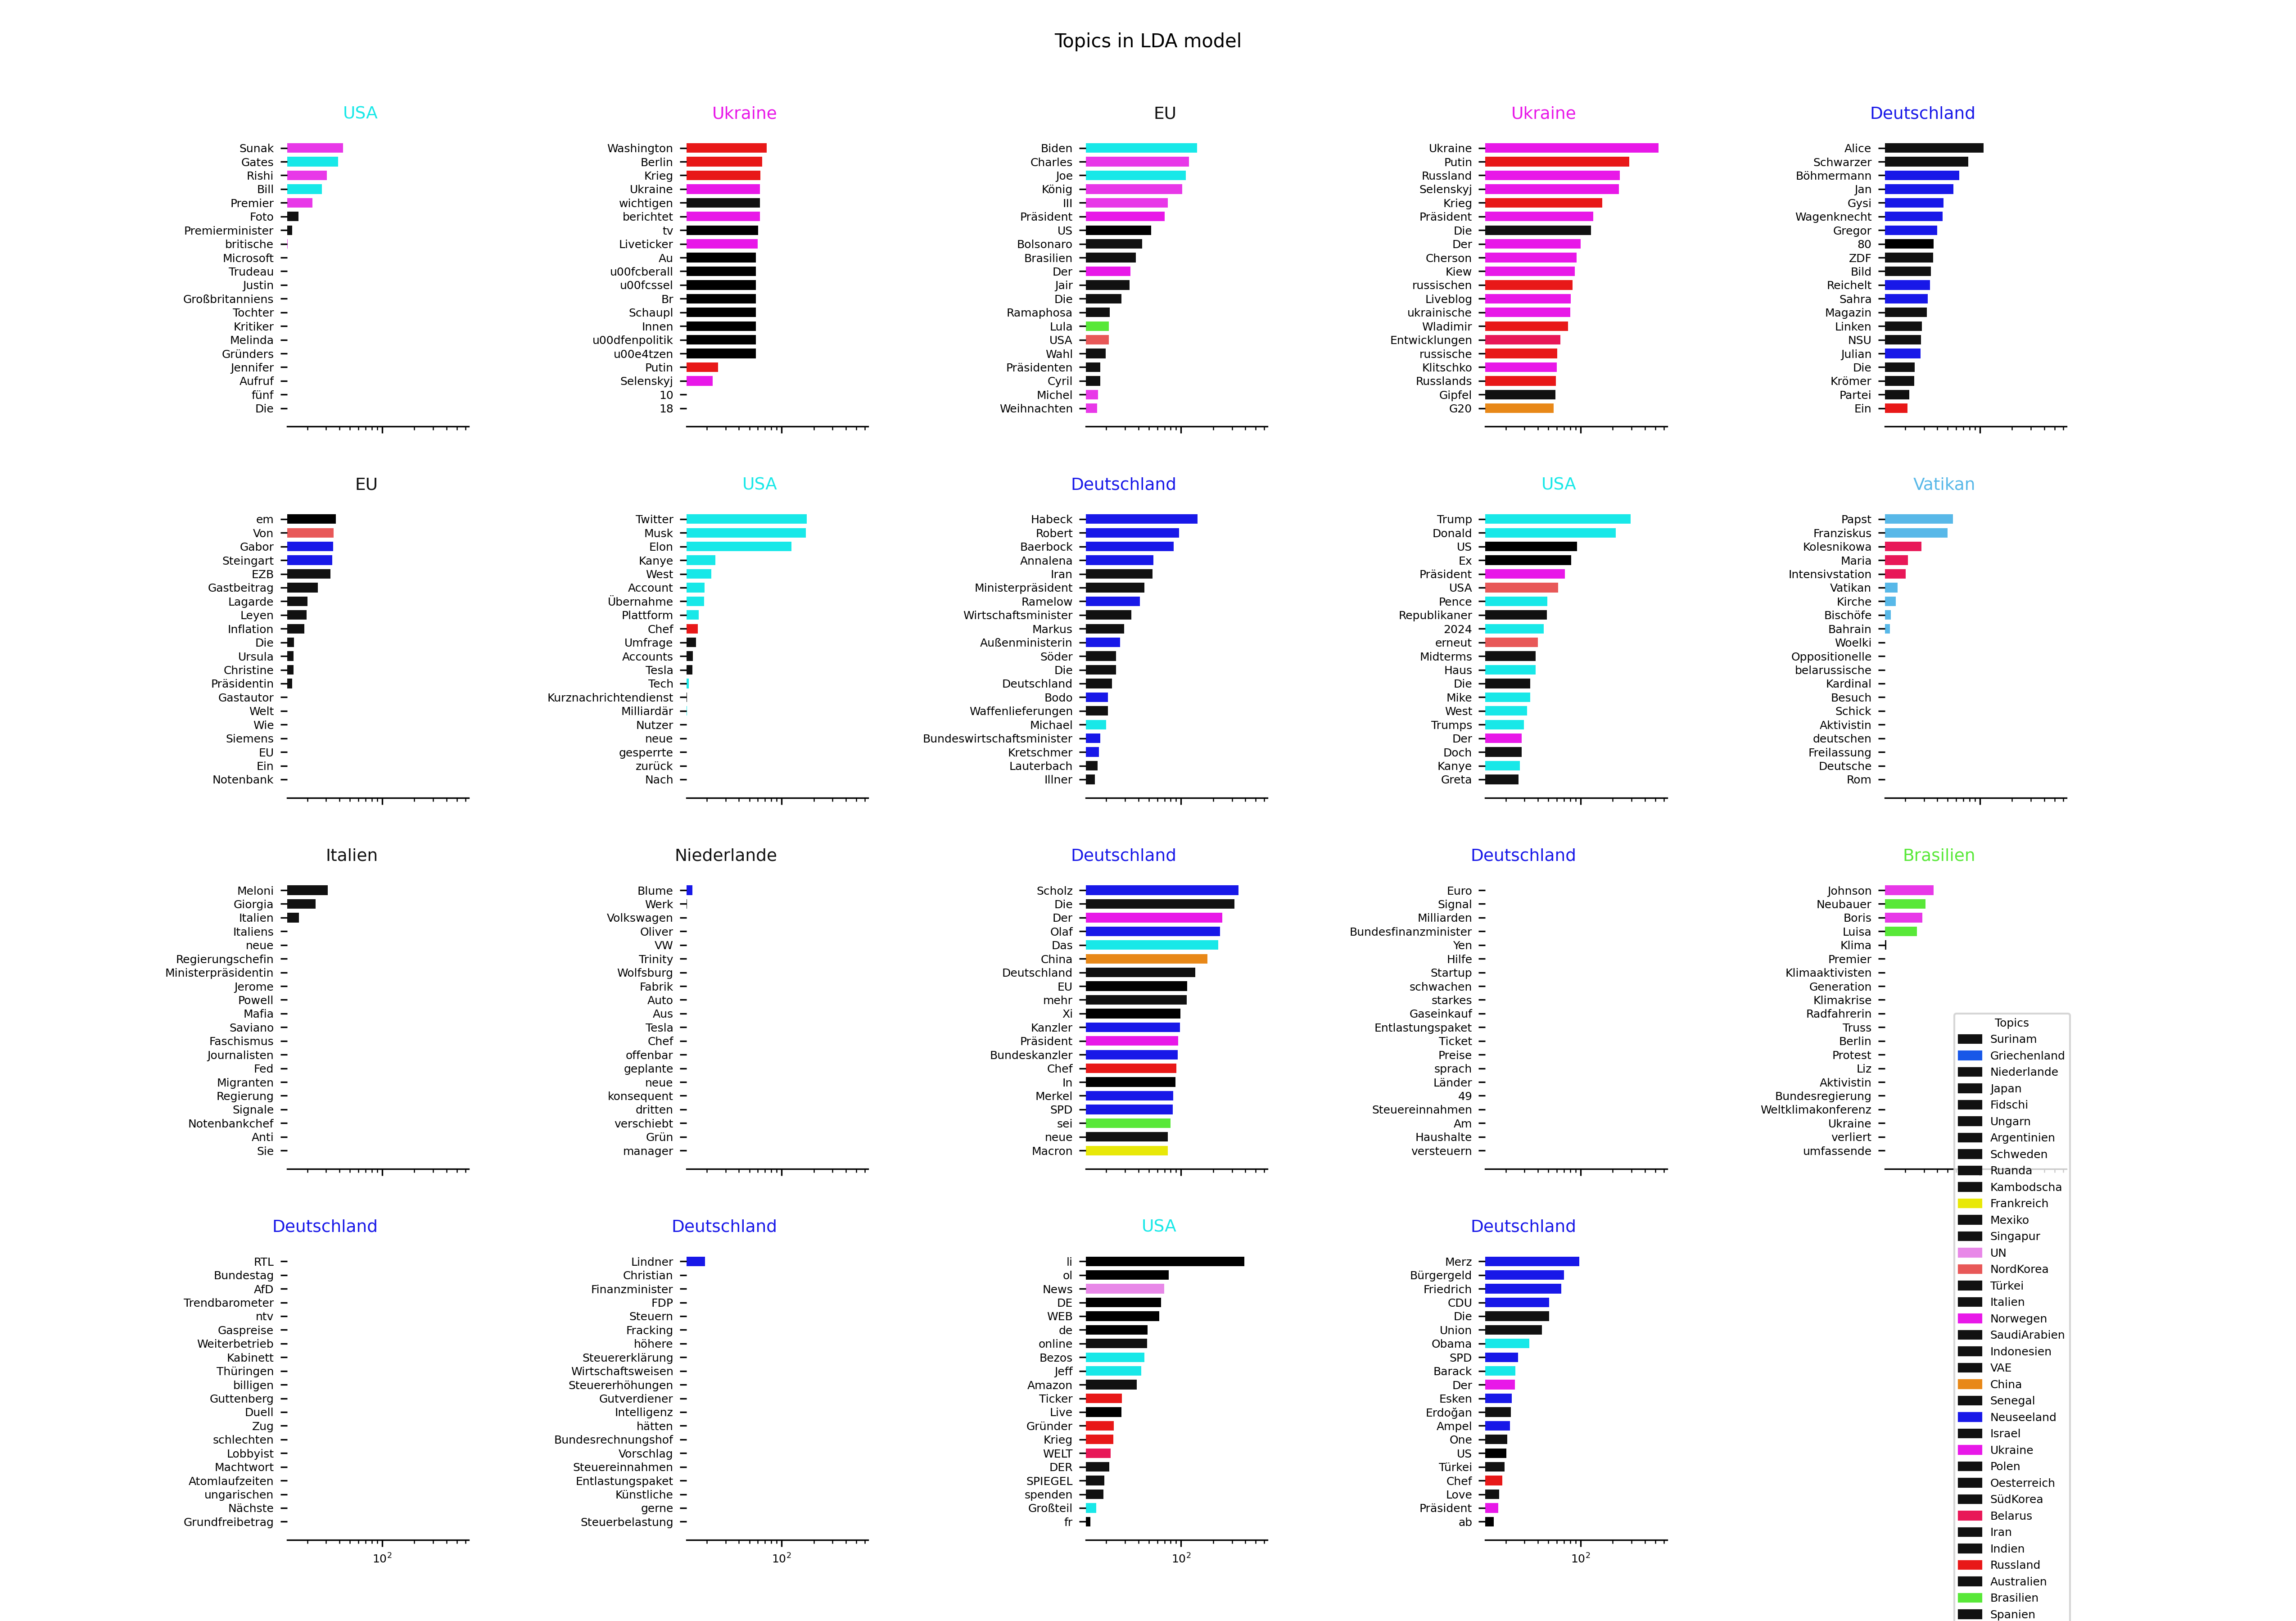 Topics in LDA model
USA
Sunak
Gates
Rishi
Bill
Premier
Foto
Premierminister
britische
Microsoft
Trudeau
Justin
Großbritanniens
Tochter
Kritiker
Melinda
Gründers
Jennifer
Aufruf
fünf
Die
Ukraine
Washington
Berlin
Krieg
Ukraine
wichtigen
berichtet
tv
Liveticker
Au
u00fcberall
u00fcssel
Br
Schaupl
Innen
u00dfenpolitik
u00e4tzen
Putin
Selenskyj
10
18
EU
Biden
Charles
Joe
König
III
Präsident
US
Bolsonaro
Brasilien
Der
Jair
Die
Ramaphosa
Lula
USA
Wahl
Präsidenten
Cyril
Michel
Weihnachten
Ukraine
Ukraine
Putin
Russland
Selenskyj
Krieg
Präsident
Die
Der
Cherson
Kiew
russischen
Liveblog
ukrainische
Wladimir
Entwicklungen
russische
Klitschko
Russlands
Gipfel
G20
Deutschland
Alice
Schwarzer
Böhmermann
Jan
Gysi
Wagenknecht
Gregor
80
ZDF
Bild
Reichelt
Sahra
Magazin
Linken
NSU
Julian
Die
Krömer
Partei
Ein
EU
em
Von
Gabor
Steingart
EZB
Gastbeitrag
Lagarde
Leyen
Inflation
Die
Ursula
Christine
Präsidentin
Gastautor
Welt
Wie
Siemens
EU
Ein
Notenbank
USA
Twitter
Musk
Elon
Kanye
West
Account
Übernahme
Plattform
Chef
Umfrage
Accounts
Tesla
Tech
Kurznachrichtendienst
Milliardär
Nutzer
neue
gesperrte
zurück
Nach
Deutschland
Habeck
Robert
Baerbock
Annalena
Iran
Ministerpräsident
Ramelow
Wirtschaftsminister
Markus
Außenministerin
Söder
Die
Deutschland
Bodo
Waffenlieferungen
Michael
Bundeswirtschaftsminister
Kretschmer
Lauterbach
Illner
USA
Trump
Donald
US
Ex
Präsident
USA
Pence
Republikaner
2024
erneut
Midterms
Haus
Die
Mike
West
Trumps
Der
Doch
Kanye
Greta
Vatikan
Papst
Franziskus
Kolesnikowa
Maria
Intensivstation
Vatikan
Kirche
Bischöfe
Bahrain
Woelki
Oppositionelle
belarussische
Kardinal
Besuch
Schick
Aktivistin
deutschen
Freilassung
Deutsche
Rom
Italien
Meloni
Giorgia
Italien
Italiens
neue
Regierungschefin
Ministerpräsidentin
Jerome
Powell
Mafia
Saviano
Faschismus
Journalisten
Fed
Migranten
Regierung
Signale
Notenbankchef
Anti
Sie
Niederlande
Blume
Werk
Volkswagen
Oliver
VW
Trinity
Wolfsburg
Fabrik
Auto
Aus
Tesla
Chef
offenbar
geplante
neue
konsequent
dritten
verschiebt
Grün
manager
Deutschland
Scholz
Die
Der
Olaf
Das
China
Deutschland
EU
mehr
Xi
Kanzler
Präsident
Bundeskanzler
Chef
In
Merkel
SPD
sei
neue
Macron
Deutschland
Euro
Signal
Milliarden
Bundesfinanzminister
Yen
Hilfe
Startup
schwachen
starkes
Gaseinkauf
Entlastungspaket
Ticket
Preise
sprach
Länder
49
Steuereinnahmen
Am
Haushalte
versteuern
Brasilien
Johnson
Neubauer
Boris
Luisa
Klima
Premier
Klimaaktivisten
Generation
Klimakrise
Radfahrerin
Truss
Berlin
Protest
Liz
Aktivistin
Bundesregierung
Weltklimakonferenz
Ukraine
verliert
umfassende
Deutschland
RTL
Bundestag
AfD
Trendbarometer
ntv
Gaspreise
Weiterbetrieb
Kabinett
Thüringen
billigen
Guttenberg
Duell
Zug
schlechten
Lobbyist
Machtwort
Atomlaufzeiten
ungarischen
Nächste
Grundfreibetrag
10²
Deutschland
Lindner
Christian
Finanzminister
FDP
Steuern
Fracking
höhere
Steuererklärung
Wirtschaftsweisen
Steuererhöhungen
Gutverdiener
Intelligenz
hätten
Bundesrechnungshof
Vorschlag
Steuereinnahmen
Entlastungspaket
Künstliche
gerne
Steuerbelastung
10²
USA
li
ol
News
DE
WEB
de
online
Bezos
Jeff
Amazon
Ticker
Live
Gründer
Krieg
WELT
DER
SPIEGEL
spenden
Großteil
fr
10²
Deutschland
Merz
Bürgergeld
Friedrich
CDU
Die
Union
Obama
SPD
Barack
Der
Esken
Erdoğan
Ampel
One
US
Türkei
Chef
Love
Präsident
ab
10²
Topics
Surinam
Griechenland
Niederlande
Japan
Fidschi
Ungarn
Argentinien
Schweden
Ruanda
Kambodscha
Frankreich
Mexiko
Singapur
UN
NordKorea
Türkei
Italien
Norwegen
SaudiArabien
Indonesien
VAE
China
Senegal
Neuseeland
Israel
Ukraine
Polen
Oesterreich
SüdKorea
Belarus
Iran
Indien
Russland
Australien
Brasilien
Spanien